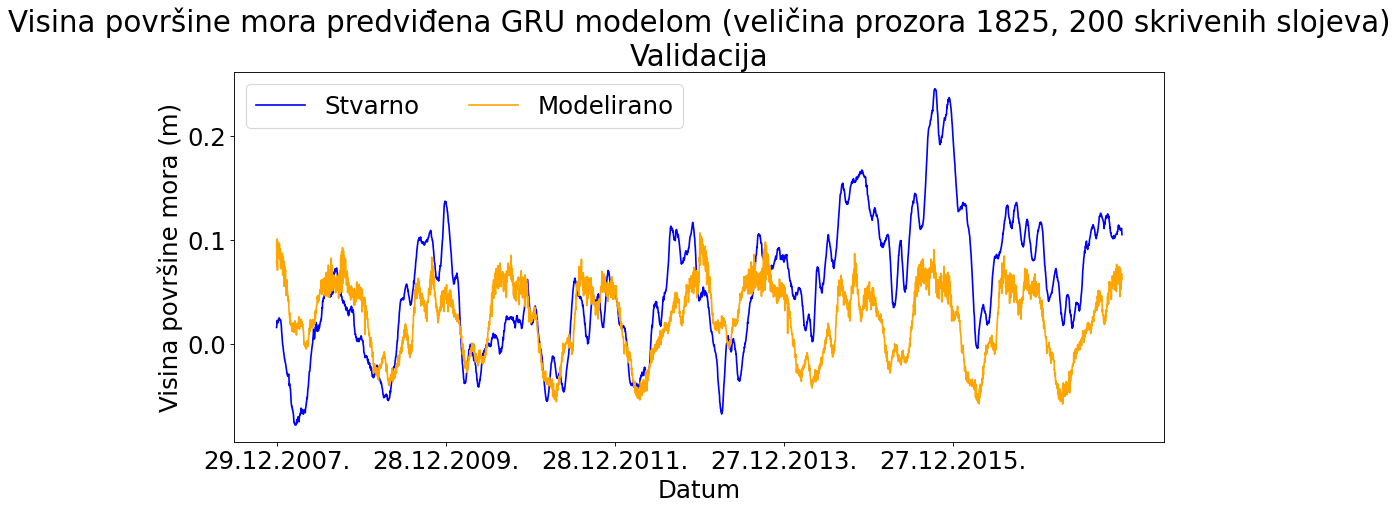 Visina površine mora predviđena GRU modelom (veličina prozora 1825, 200 skrivenih slojeva)
Validacija
Stvarno
Modelirano
Visina površine mora (m)
0.2
0.1
0.0
29.12.2007.
28.12.2009.
28.12.2011.
27.12.2013.
27.12.2015.
Datum